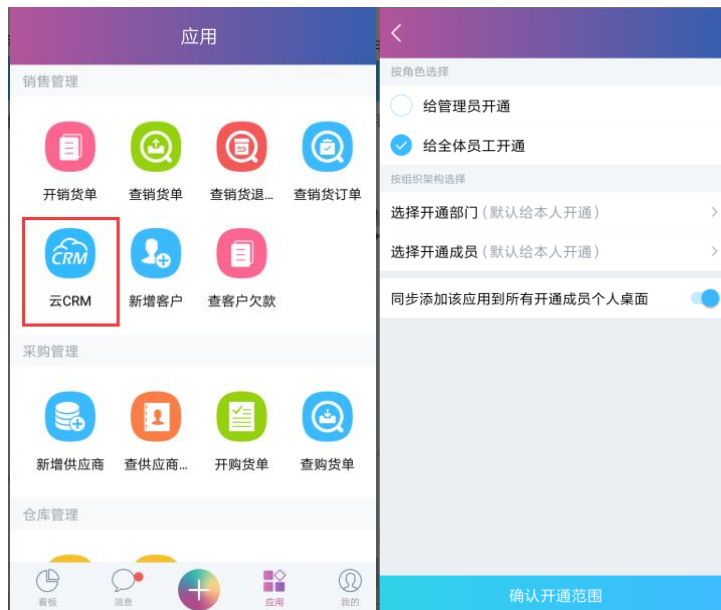 应用
销售管理
开销货单 查销货单 查销货退... 查销货订单
CRM
云CRM 新增客户 查客户欠款
采购管理
新增供应商 查供应商... 开购货单 查购货单
仓库管理
看板 消息 应用 我的
按角色选择
给管理员开通
给全体员工开通
按组织架构选择
选择开通部门(默认给本人开通)
选择开通成员(默认给本人开通)
同步添加该应用到所有开通成员个人桌面
确认开通范围